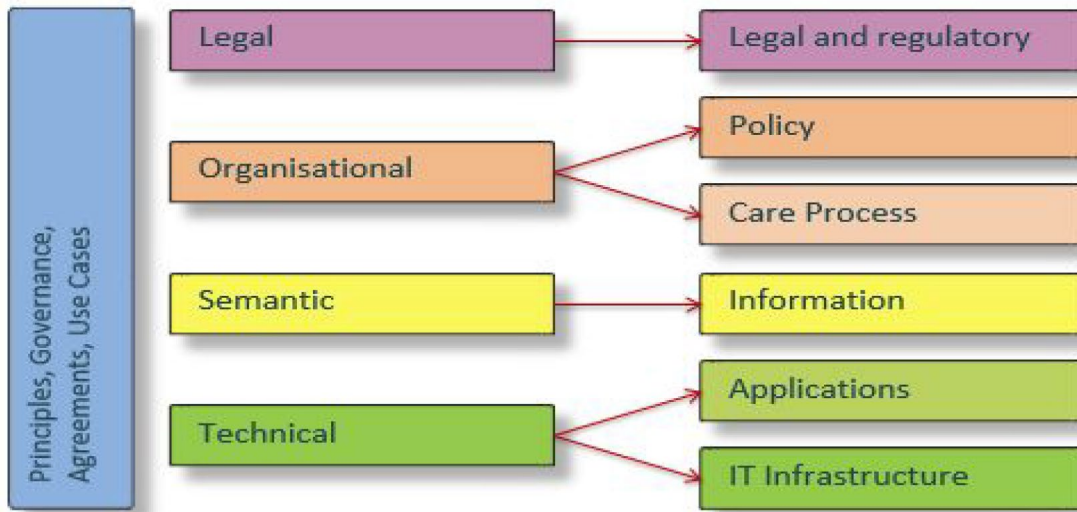 Principles, Governance,
Agreements, Use Cases
Legal
Legal and regulatory
Organisational
Policy
Care Process
Semantic
Information
Technical
Applications
IT Infrastructure